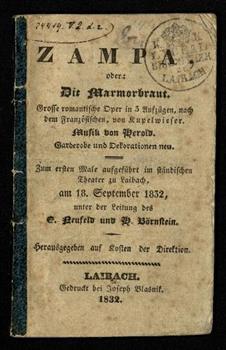 ZAMPA,
oder:
Die Marmorbraut.
Grosse romantische Oper in 3 Aufzügen, nach
dem Französischen, von Kupelwieser.
Musik von Herold.
Garderobe und Dekorationen neu.
Zum ersten Male aufgeführt im ständischen
Theater zu Laibach,
am 18. September 1832,
unter der Leitung des
E. Neufeld und H. Börnstein.
Herausgegeben auf Kosten der Direktion.
LAIBACH.
Gedruckt bei Joseph Blasnik.
1832.